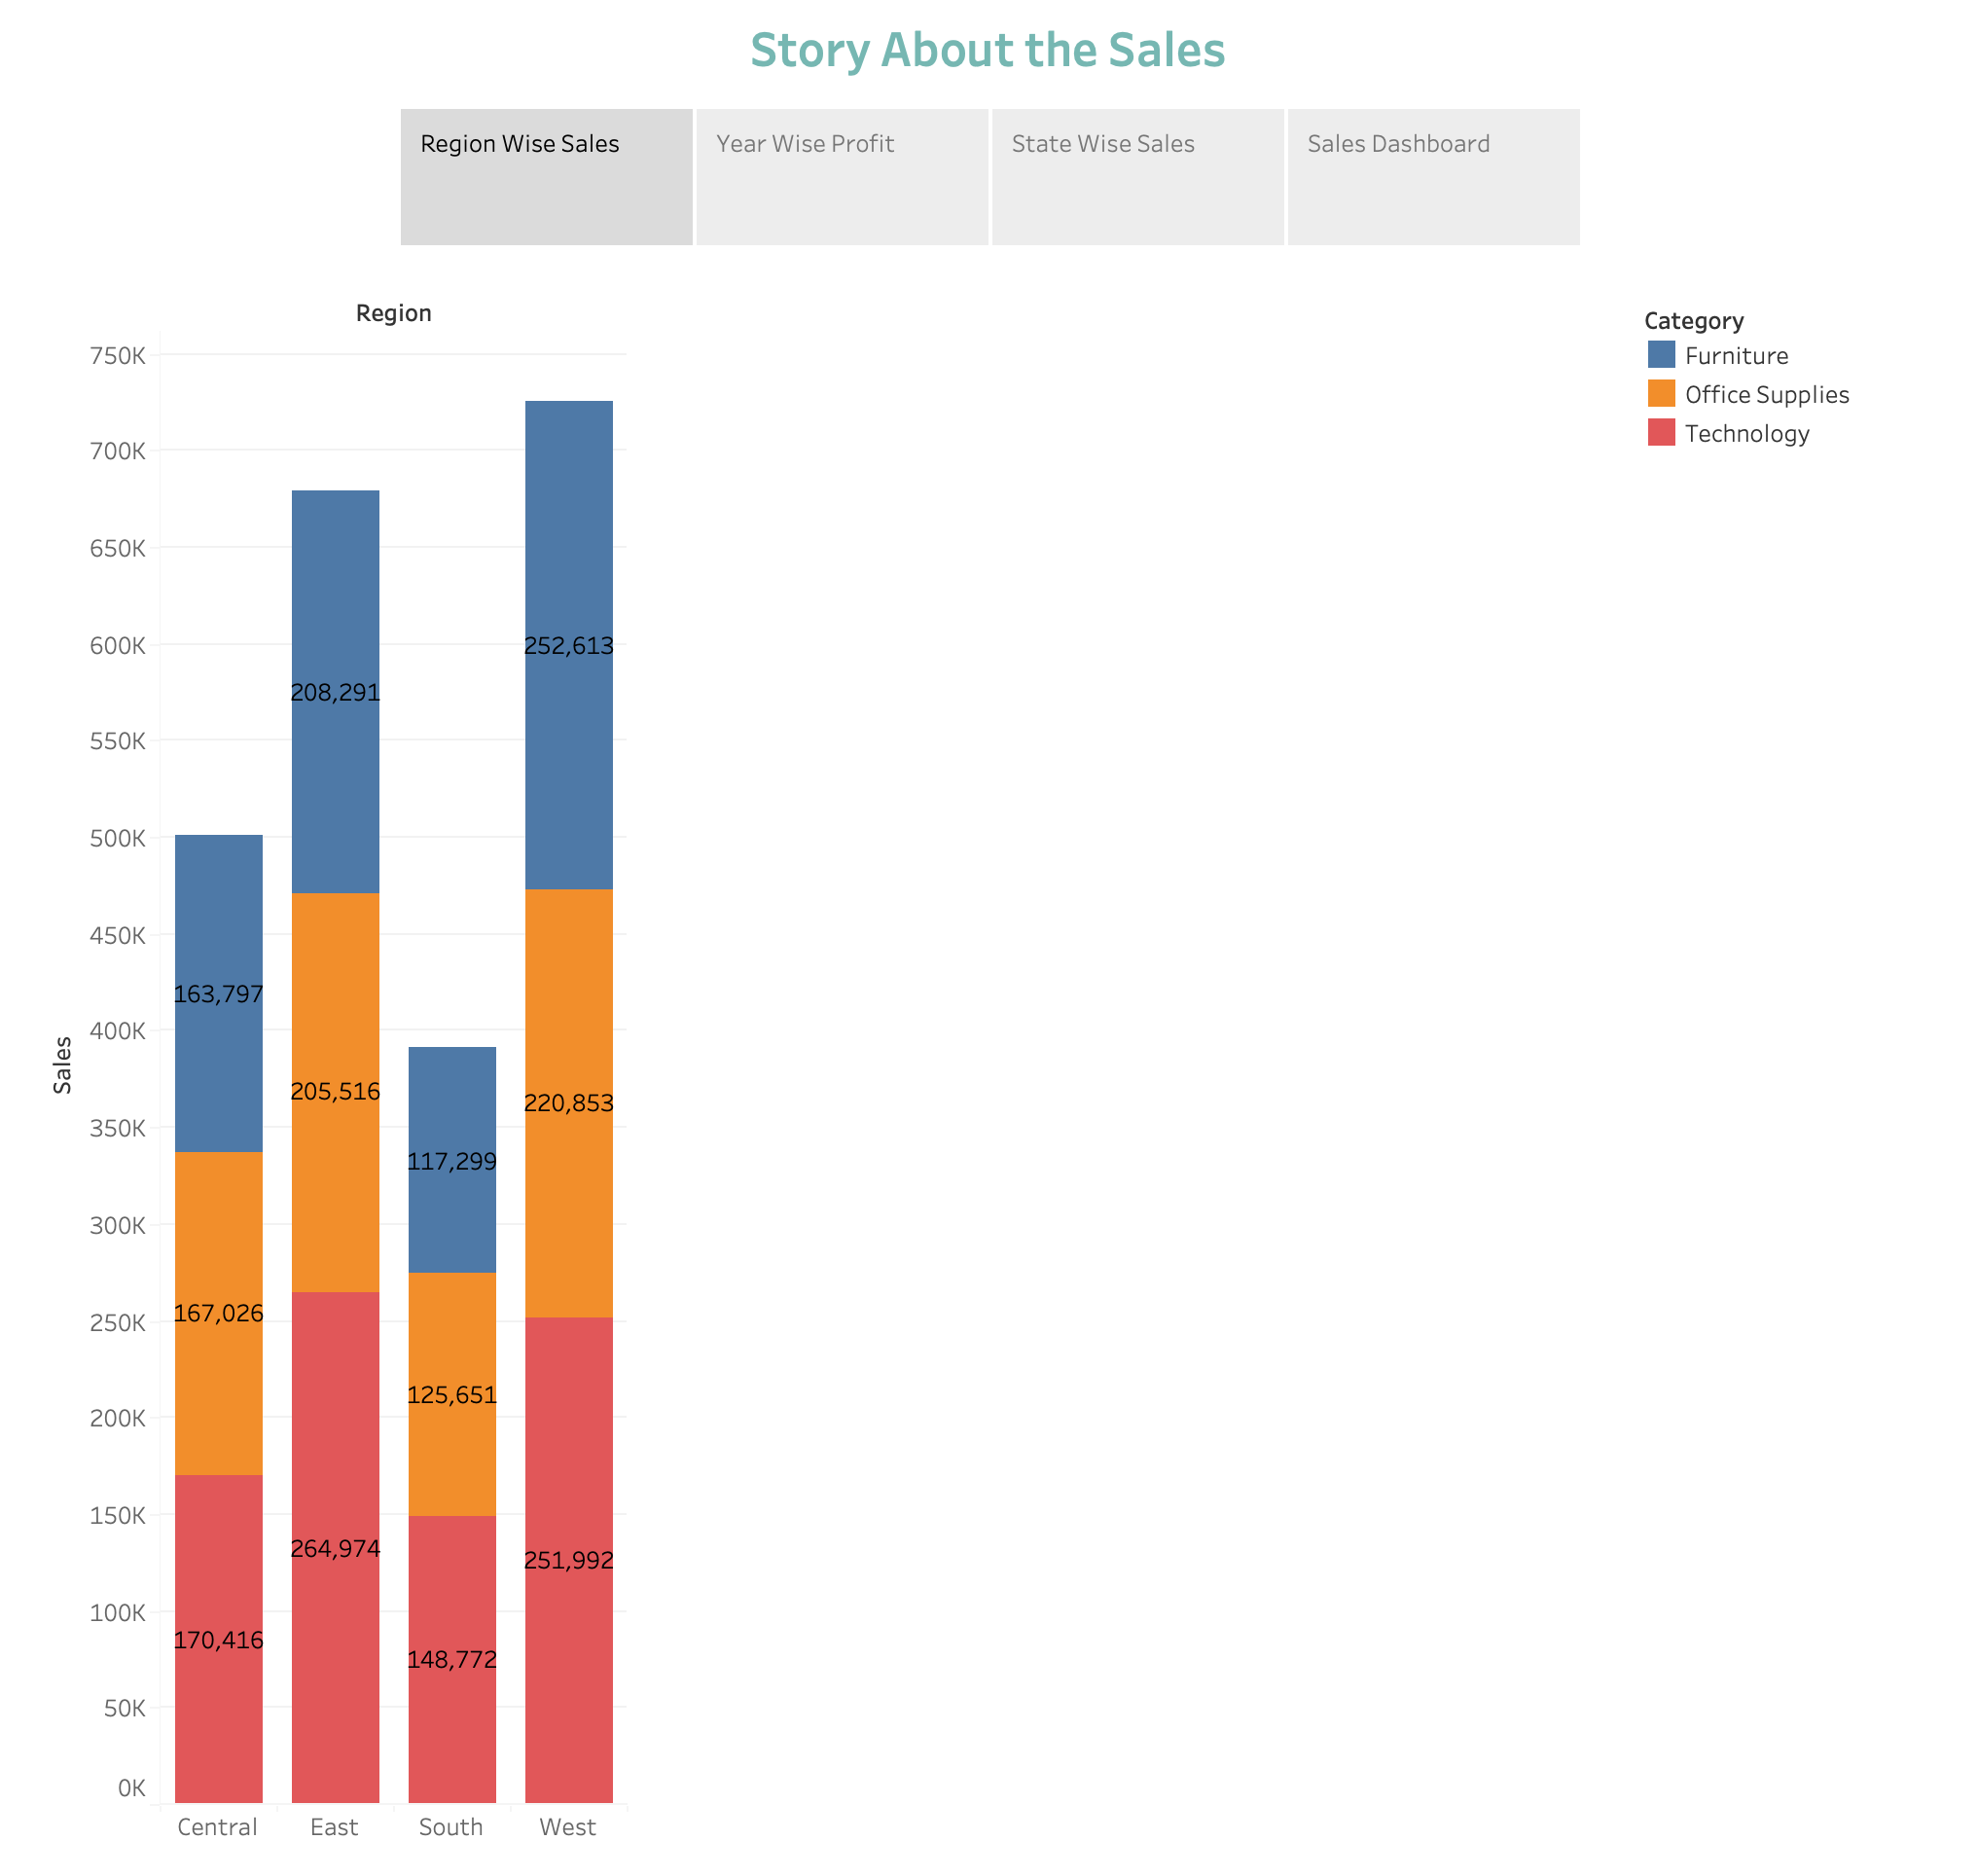 Story About the Sales
Region Wise Sales
Year Wise Profit
State Wise Sales
Sales Dashboard
Region
Category
Furniture
Office Supplies
Technology
Sales
750K
700K
650K
600K
550K
500K
450K
400K
350K
300K
250K
200K
150K
100K
50K
0K
163,797
167,026
170,416
208,291
205,516
264,974
117,299
125,651
148,772
252,613
220,853
251,992
Central
East
South
West